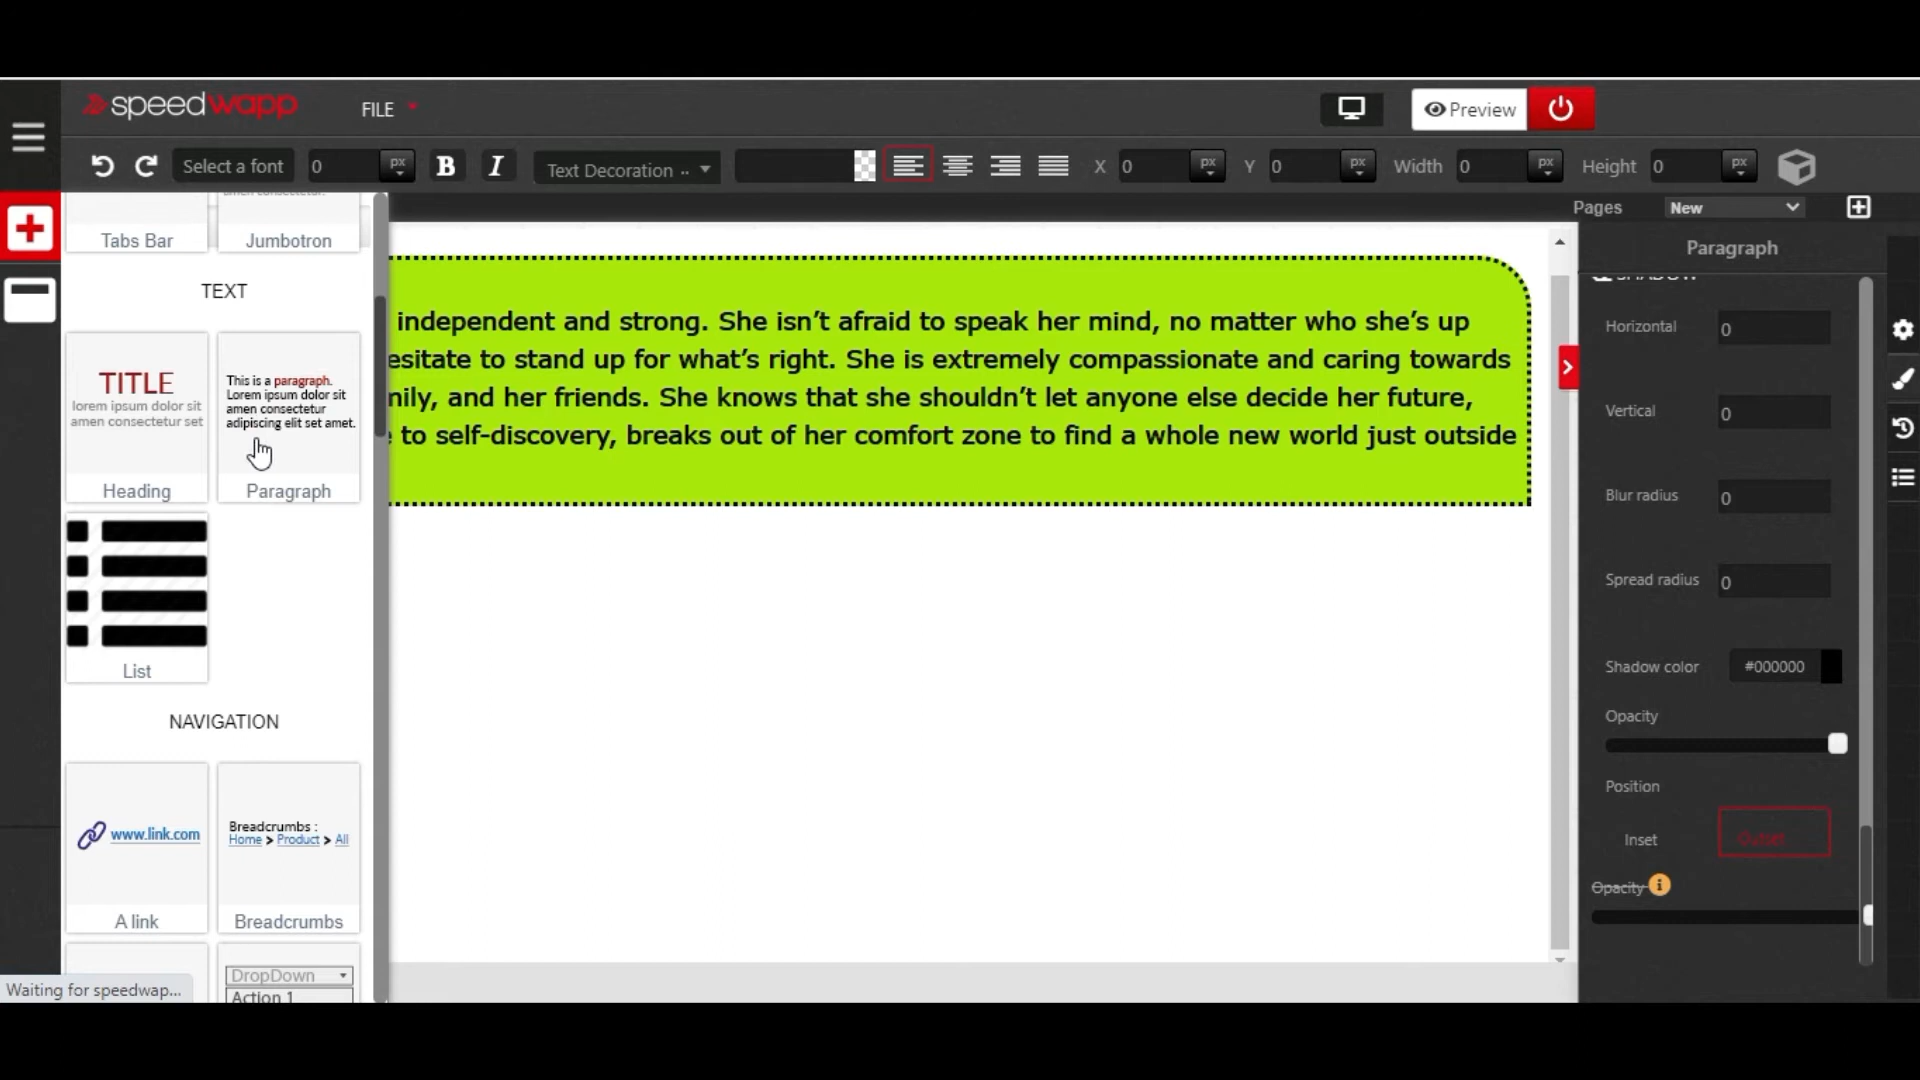 speedwapp
FILE
Preview
Select a font
0
px
B
I
Text Decoration ..
X
0
px
Y
0
px
Width
0
px
Height
0
px
Pages
New
Tabs Bar
Jumbotron
TEXT
TITLE
lorem ipsum dolor sit
amen consectetur set
Heading
This is a paragraph.
Lorem ipsum dolor sit
amen consectetur
adipiscing elit set amet.
Paragraph
List
NAVIGATION
www.link.com
A link
Breadcrumbs :
Home > Product > All
Breadcrumbs
DropDown
Action 1
Waiting for speedwap...
independent and strong. She isn’t afraid to speak her mind, no matter who she’s up
esitate to stand up for what’s right. She is extremely compassionate and caring towards
nily, and her friends. She knows that she shouldn’t let anyone else decide her future,
to self-discovery, breaks out of her comfort zone to find a whole new world just outside
Paragraph
SHADOW
Horizontal
0
Vertical
0
Blur radius
0
Spread radius
0
Shadow color
#000000
Opacity
Position
Inset
Outset
Opacity